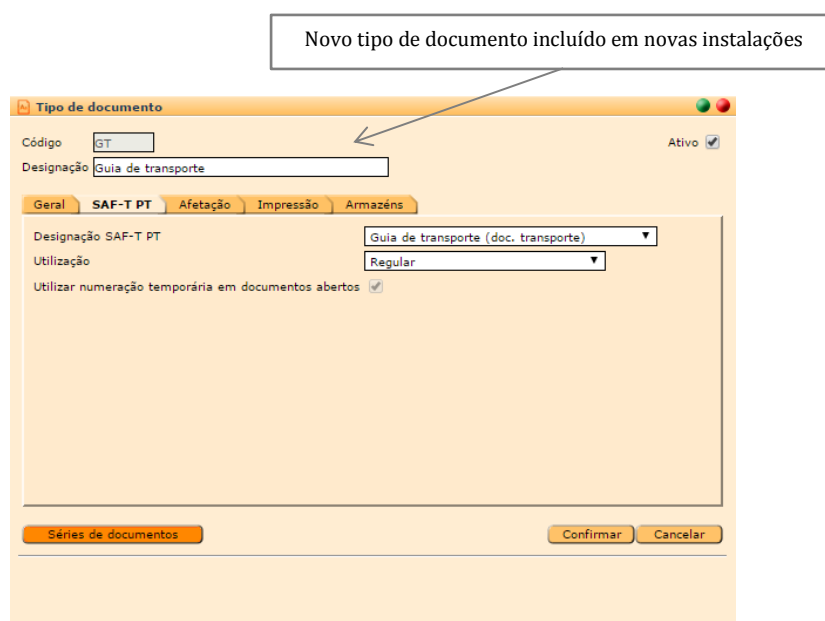 Novo tipo de documento incluído em novas instalações
Tipo de documento
Código GT Ativo
Designação Guia de transporte
Geral SAF-T PT Afetação Impressão Armazéns
Designação SAF-T PT Guia de transporte (doc. transporte)
Utilização Regular
Utilizar numeração temporária em documentos abertos
Séries de documentos Confirmar Cancelar